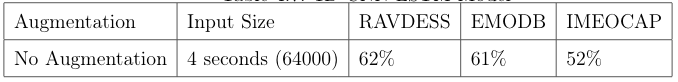 Augmentation Input Size RAVDESS EMODB IMEOCAP
No Augmentation 4 seconds (64000) 62% 61% 52%